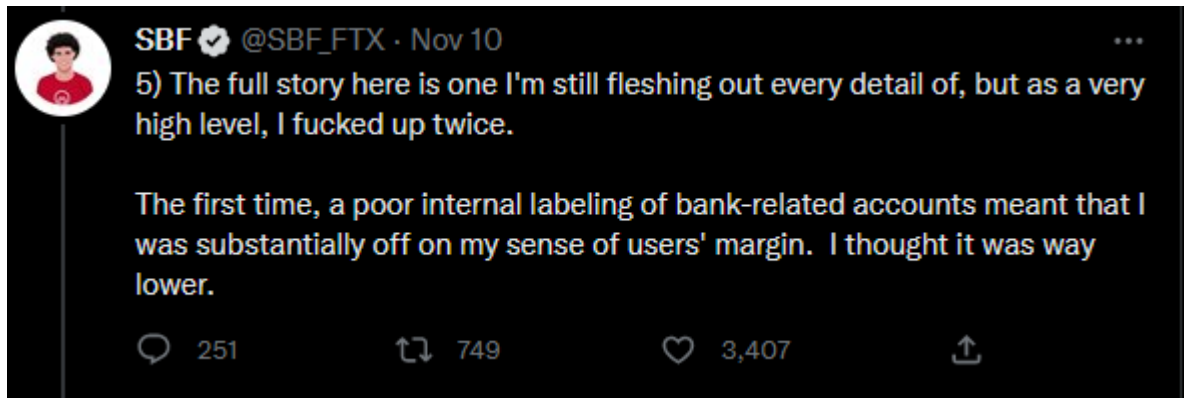 SBF @SBF_FTX · Nov 10
5) The full story here is one I'm still fleshing out every detail of, but as a very
high level, I fucked up twice.
The first time, a poor internal labeling of bank-related accounts meant that I
was substantially off on my sense of users' margin.  I thought it was way
lower.
251 749 3,407